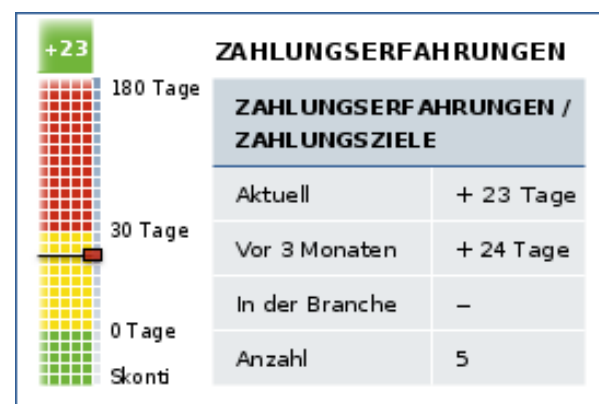 +23
180 Tage
30 Tage
0 Tage
Skonti
ZAHLUNGSERFAHRUNGEN
ZAHLUNGSERFAHRUNGEN /
ZAHLUNGSZIELE
Aktuell + 23 Tage
Vor 3 Monaten + 24 Tage
In der Branche –
Anzahl 5